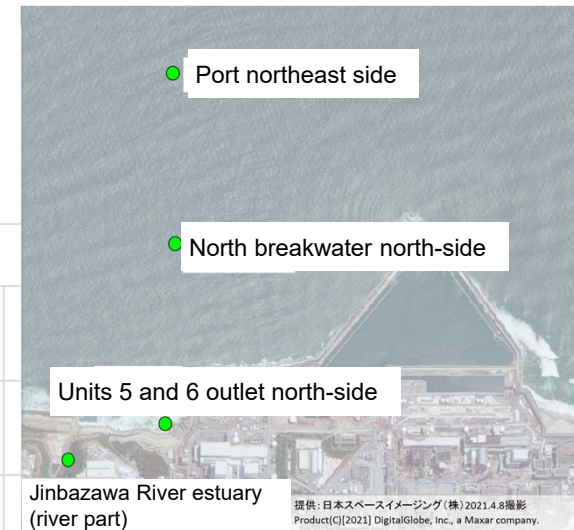 Port northeast side
North breakwater north-side
Units 5 and 6 outlet north-side
Jinbazawa River estuary
(river part)
提供:日本スペースイメージング(株)2021.4.8撮影
Product(C)[2021] DigitalGlobe, Inc., a Maxar company.